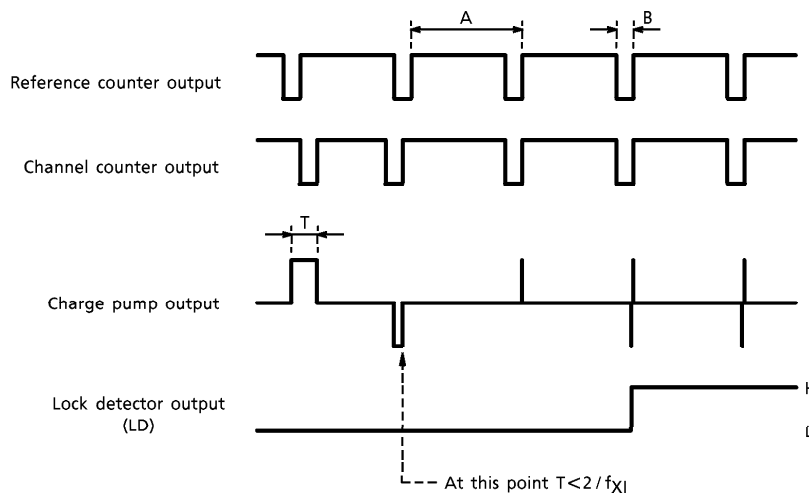 A
B
Reference counter output
Channel counter output
T
Charge pump output
Lock detector output
(LD)
At this point T<2/fXI